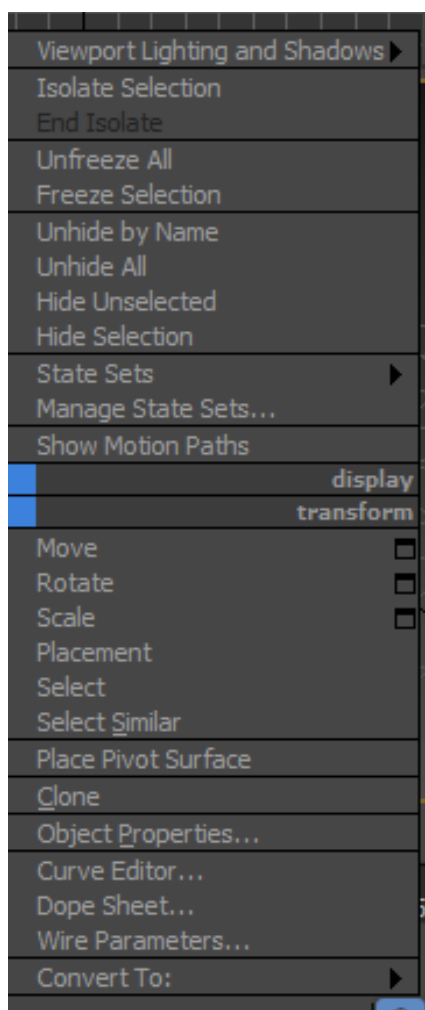 Viewport Lighting and Shadows
Isolate Selection
End Isolate
Unfreeze All
Freeze Selection
Unhide by Name
Unhide All
Hide Unselected
Hide Selection
State Sets
Manage State Sets...
Show Motion Paths
display
transform
Move
Rotate
Scale
Placement
Select
Select Similar
Place Pivot Surface
Clone
Object Properties...
Curve Editor...
Dope Sheet...
Wire Parameters...
Convert To: